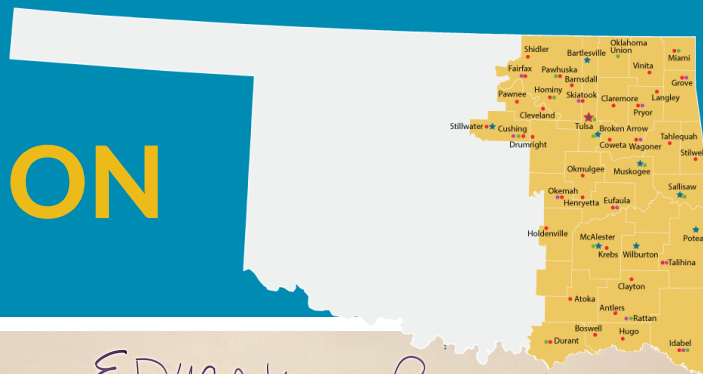 ON
Shidler
Bartlesville
Oklahoma
Union
Miami
Fairfax
Pawhuska
Vinita
Barnsdall
Grove
Pawnee
Hominy
Skiatook
Claremore
Langley
Pryor
Cleveland
Stillwater
Cushing
Tulsa
Broken Arrow
Drumright
Coweta
Wagoner
Tahlequah
Stilwel
Okmulgee
Muskogee
Okemah
Henryetta
Eufaula
Sallisaw
Holdenville
McAlester
Krebs
Wilburton
Potea
Talihina
Clayton
Atoka
Antlers
Rattan
Boswell
Hugo
Durant
Idabel